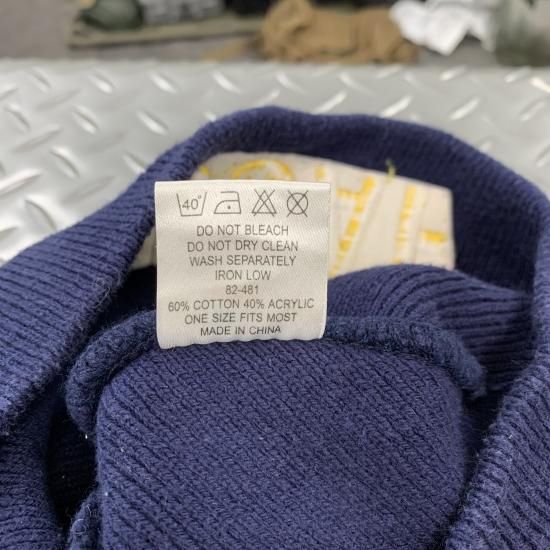 40°
DO NOT BLEACH
DO NOT DRY CLEAN
WASH SEPARATELY
IRON LOW
82-481
60% COTTON 40% ACRYLIC
ONE SIZE FITS MOST
MADE IN CHINA